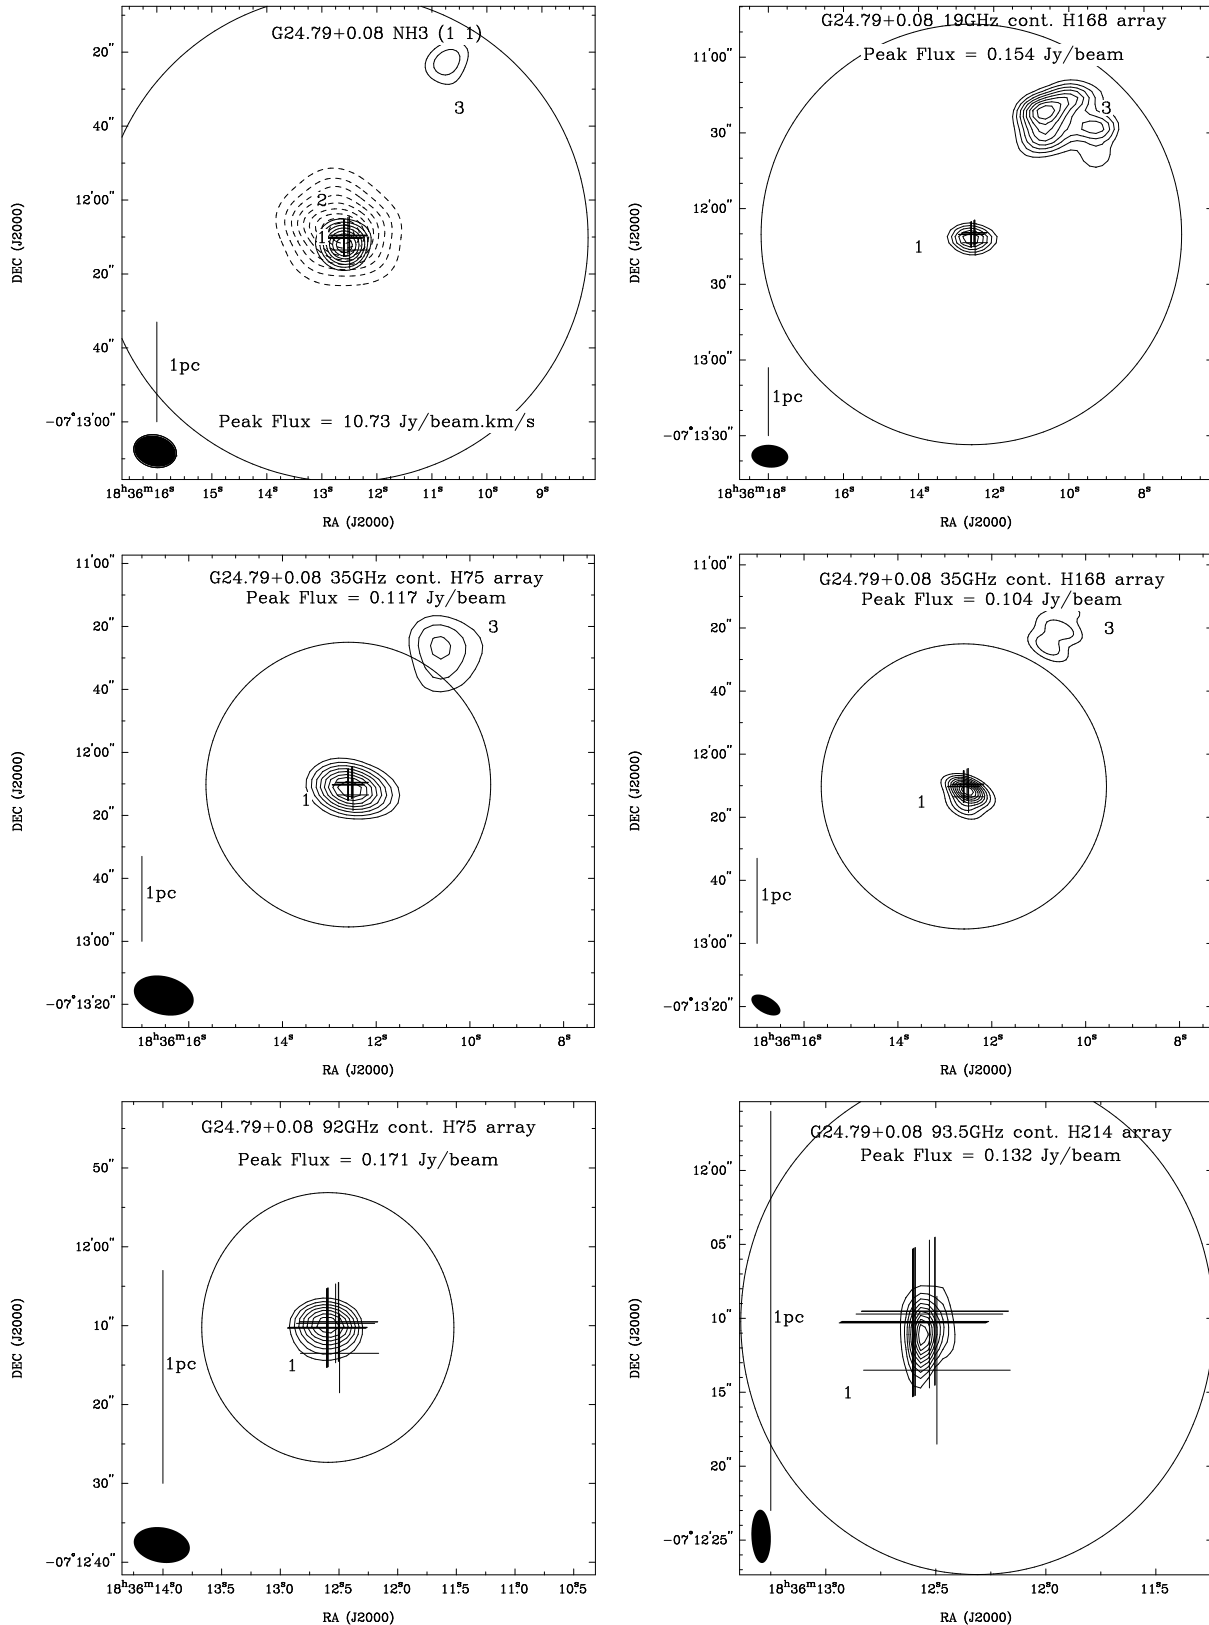 G24.79+0.08 NH3 (1 1)
20"
40"
12'00"
20"
40"
-07°13'00"
DEC (J2000)
3
2
1
1pc
Peak Flux = 10.73 Jy/beam.km/s
18h36m16s 15s 14s 13s 12s 11s 10s 9s
RA (J2000)
G24.79+0.08 19GHz cont. H168 array
Peak Flux = 0.154 Jy/beam
11'00"
30"
12'00"
30"
13'00"
-07°13'30"
DEC (J2000)
3
1
1pc
18h36m18s 16s 14s 12s 10s 8s
RA (J2000)
G24.79+0.08 35GHz cont. H75 array
Peak Flux = 0.117 Jy/beam
11'00"
20"
40"
12'00"
20"
40"
13'00"
-07°13'20"
DEC (J2000)
3
1
1pc
18h36m16s 14s 12s 10s 8s
RA (J2000)
G24.79+0.08 35GHz cont. H168 array
Peak Flux = 0.104 Jy/beam
11'00"
20"
40"
12'00"
20"
40"
13'00"
-07°13'20"
DEC (J2000)
3
1
1pc
18h36m16s 14s 12s 10s 8s
RA (J2000)
G24.79+0.08 92GHz cont. H75 array
Peak Flux = 0.171 Jy/beam
50"
12'00"
10"
20"
30"
-07°12'40"
DEC (J2000)
1
1pc
18h36m14s.0 13s.5 13s.0 12s.5 12s.0 11s.5 10s.5
RA (J2000)
G24.79+0.08 93.5GHz cont. H214 array
Peak Flux = 0.132 Jy/beam
12'00"
05"
10"
15"
20"
-07°12'25"
DEC (J2000)
1pc
1
18h36m13s.0 12s.5 12s.0 11s.5
RA (J2000)